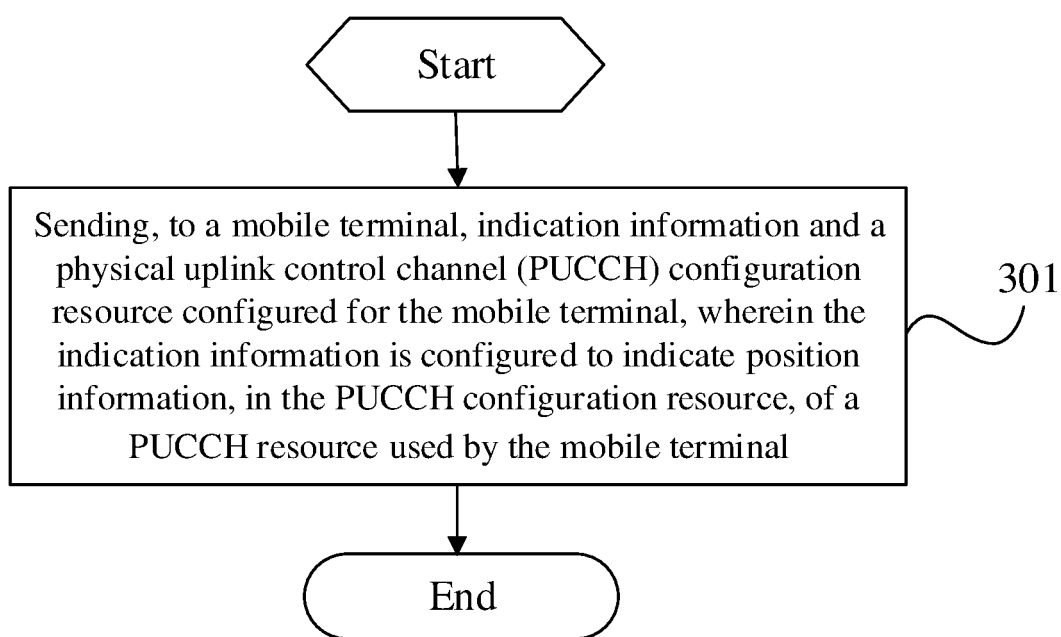 Start
Sending, to a mobile terminal, indication information and a
physical uplink control channel (PUCCH) configuration
resource configured for the mobile terminal, wherein the
indication information is configured to indicate position
information, in the PUCCH configuration resource, of a
PUCCH resource used by the mobile terminal
301
End